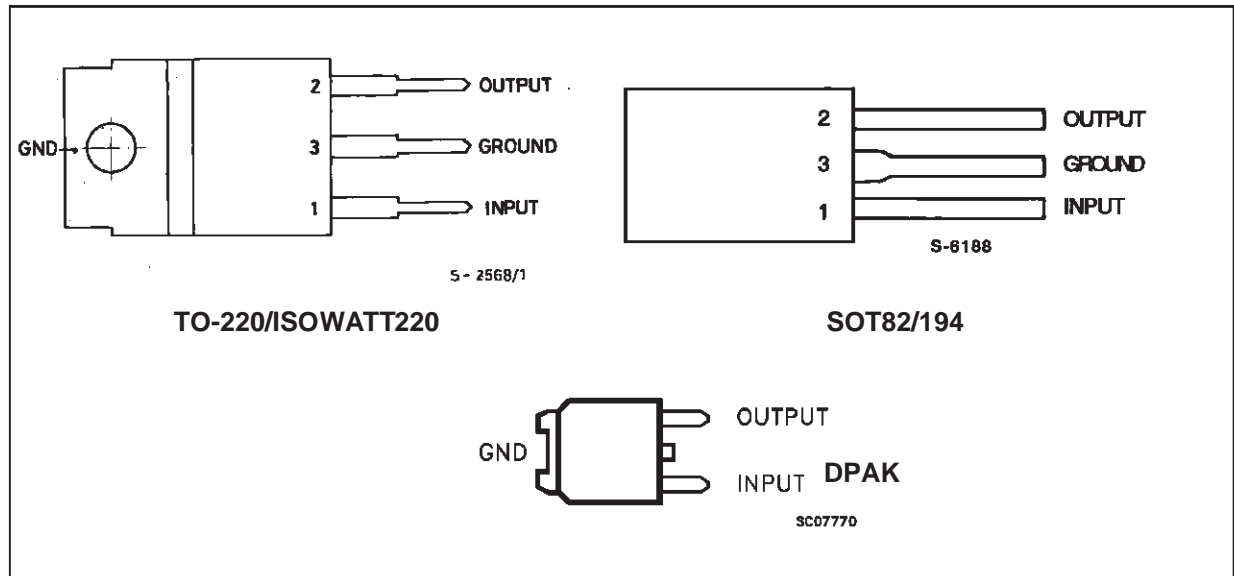 2 OUTPUT
GND 3 GROUND
1 INPUT
S-2568/1
TO-220/ISOWATT220
2 OUTPUT
3 GROUND
1 INPUT
S-6188
SOT82/194
OUTPUT
GND
INPUT DPAK
SC07770